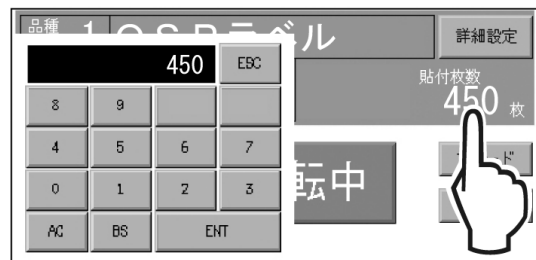 品種 1 OSPラベル
詳細設定
450 ESC
貼付枚数
450 枚
8 9
4 5 6 7
転中
0 1 2 3
AC BS ENT